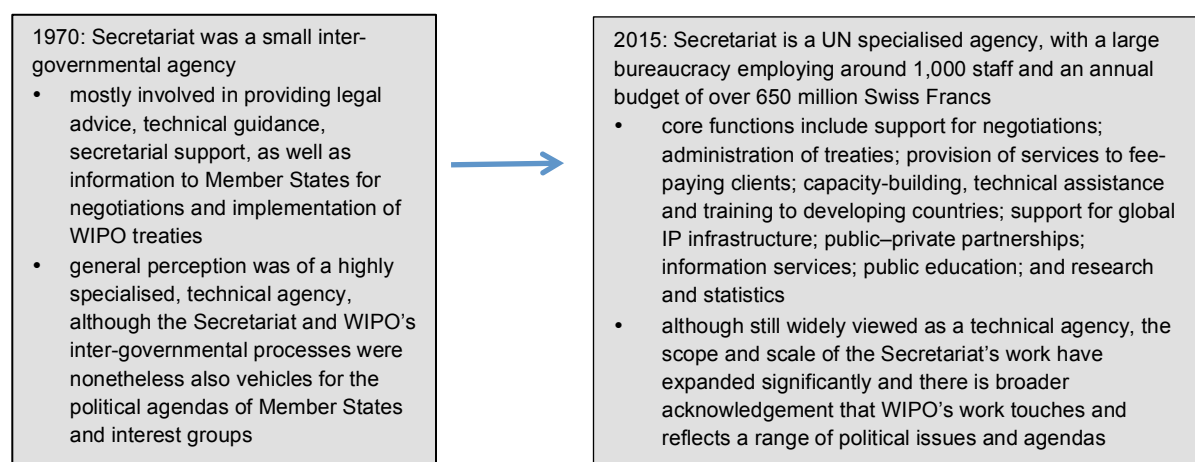 1970: Secretariat was a small inter-
governmental agency
• mostly involved in providing legal
advice, technical guidance,
secretarial support, as well as
information to Member States for
negotiations and implementation of
WIPO treaties
• general perception was of a highly
specialised, technical agency,
although the Secretariat and WIPO’s
inter-governmental processes were
nonetheless also vehicles for the
political agendas of Member States
and interest groups
2015: Secretariat is a UN specialised agency, with a large
bureaucracy employing around 1,000 staff and an annual
budget of over 650 million Swiss Francs
• core functions include support for negotiations;
administration of treaties; provision of services to fee-
paying clients; capacity-building, technical assistance
and training to developing countries; support for global
IP infrastructure; public–private partnerships;
information services; public education; and research
and statistics
• although still widely viewed as a technical agency, the
scope and scale of the Secretariat’s work have
expanded significantly and there is broader
acknowledgement that WIPO’s work touches and
reflects a range of political issues and agendas